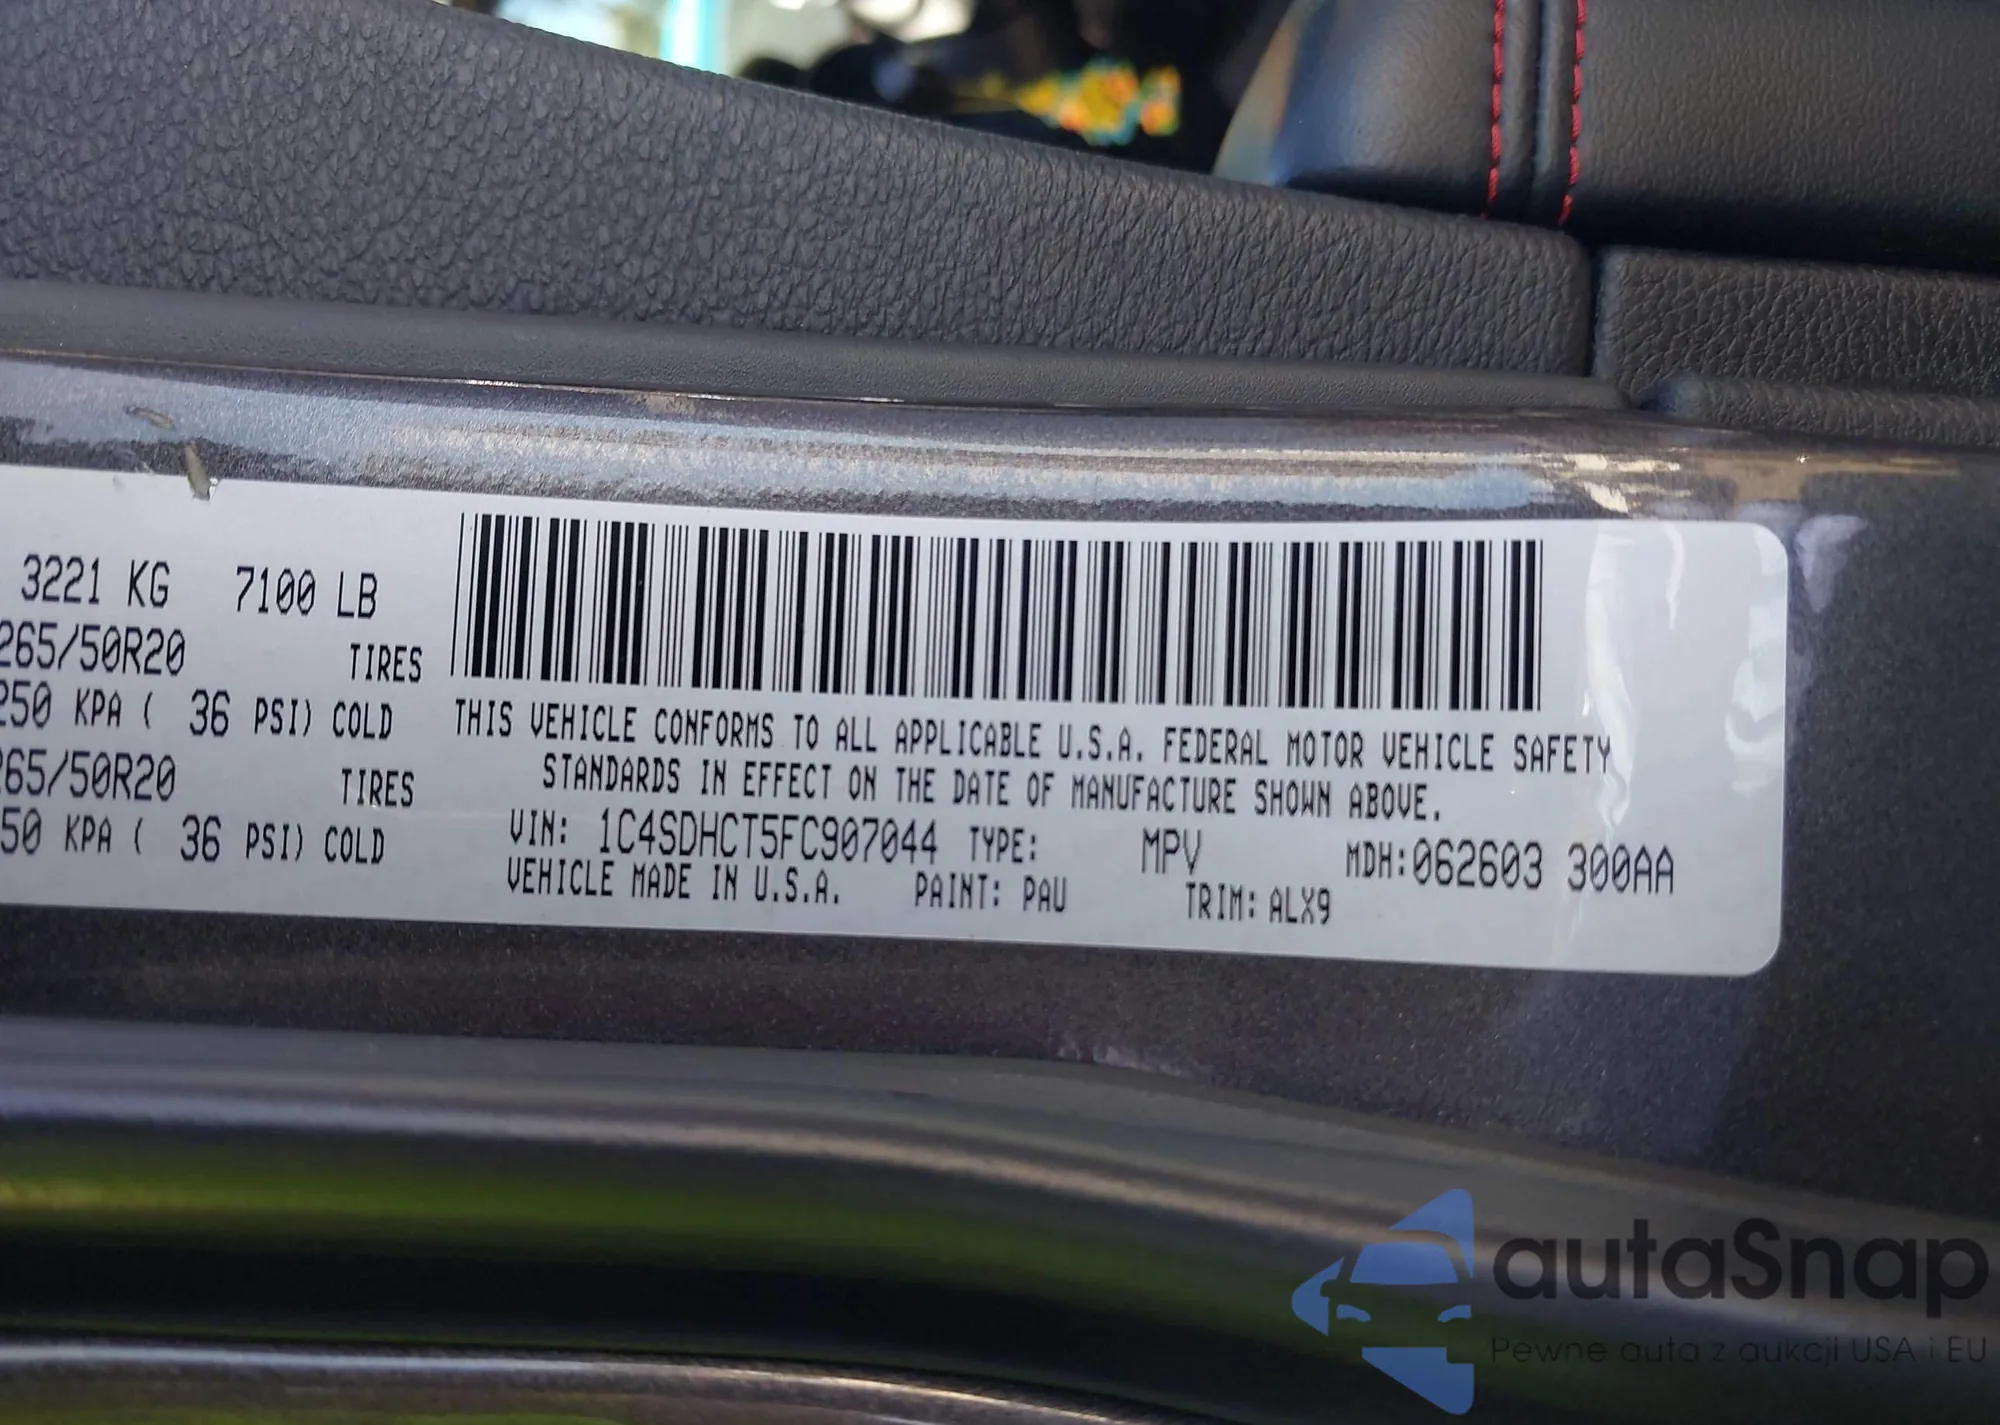 3221 KG 7100 LB
265/50R20 TIRES
250 KPA ( 36 PSI) COLD
265/50R20 TIRES
250 KPA ( 36 PSI) COLD
THIS VEHICLE CONFORMS TO ALL APPLICABLE U.S.A. FEDERAL MOTOR VEHICLE SAFETY
STANDARDS IN EFFECT ON THE DATE OF MANUFACTURE SHOWN ABOVE.
VIN: 1C4SDHCT5FC907044 TYPE: MPV MDH:062603 300AA
VEHICLE MADE IN U.S.A. PAINT: PAU TRIM: ALX9
autaSnap
Pewne auta z aukcji USA i EU